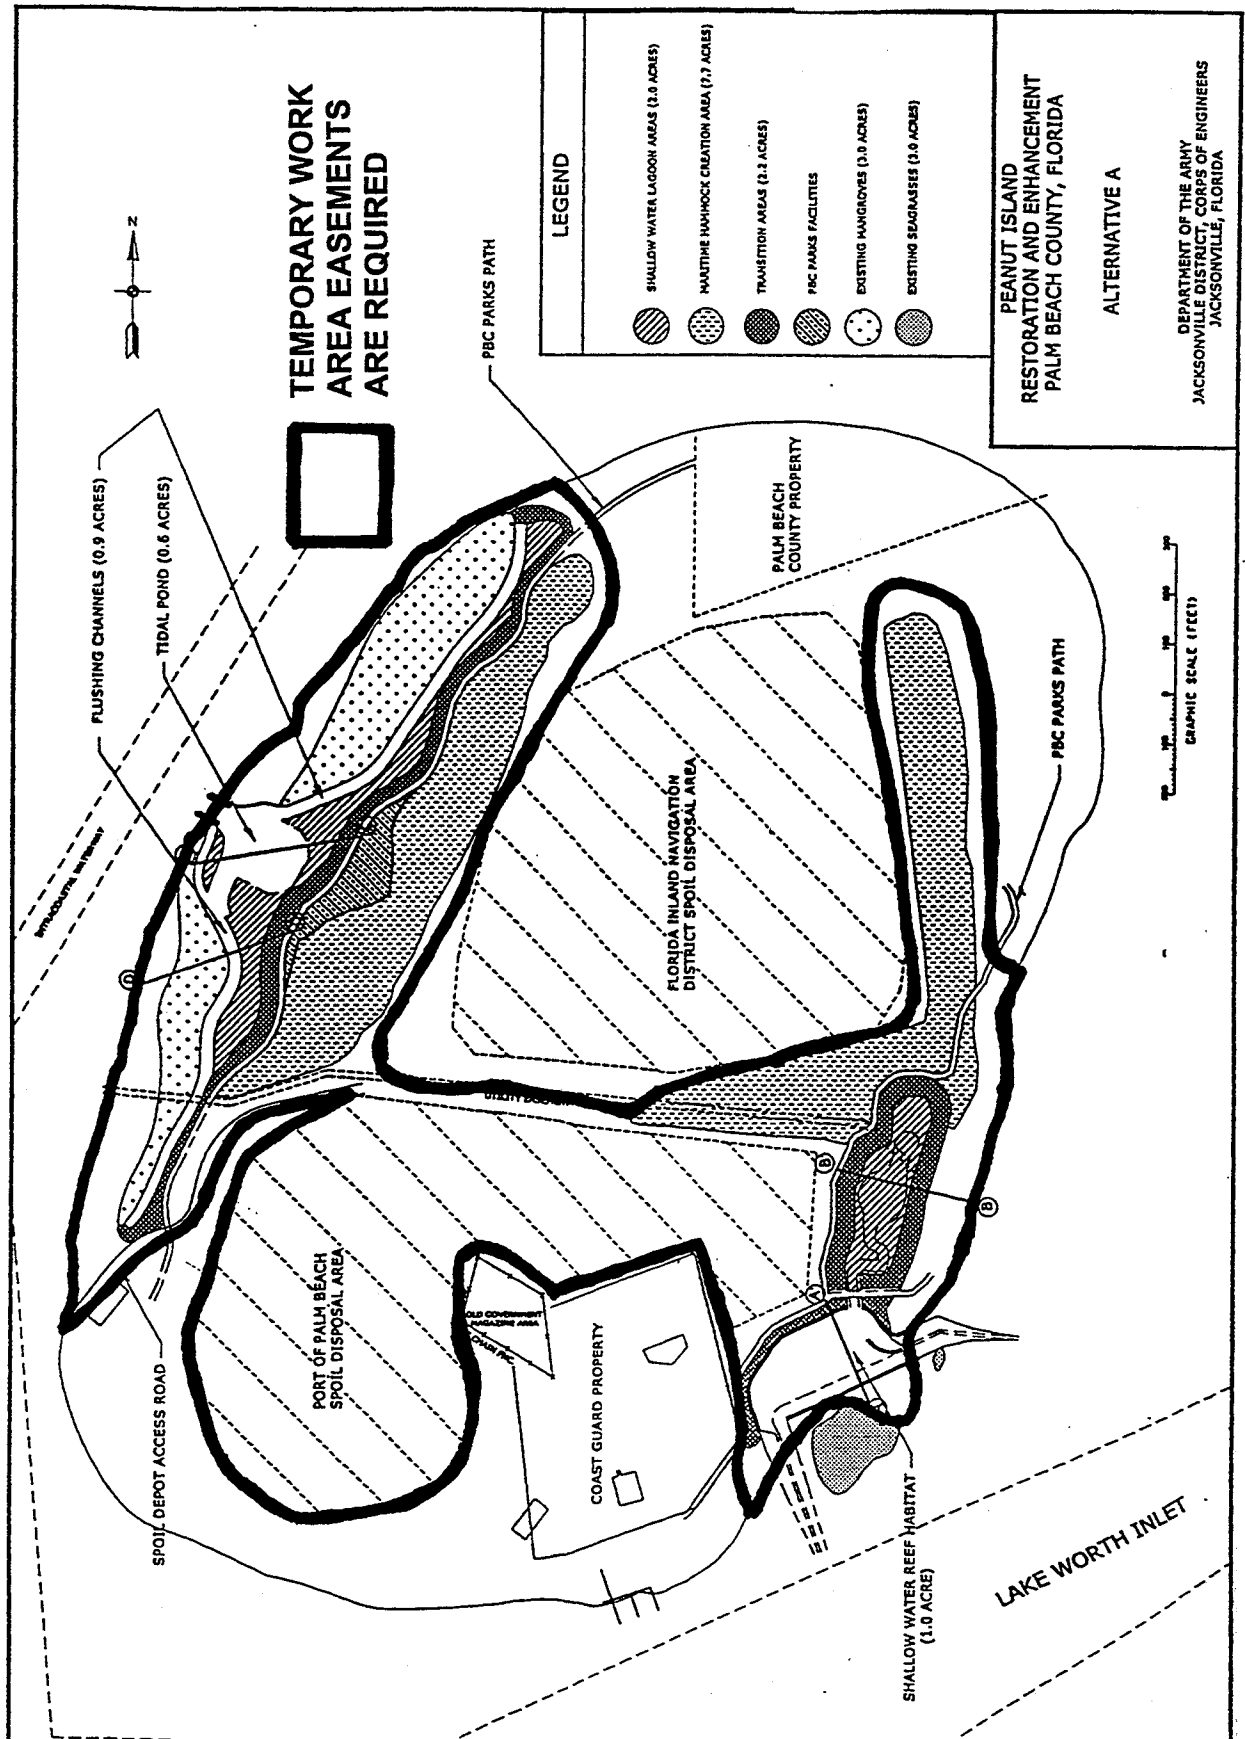 TEMPORARY WORK
AREA EASEMENTS
ARE REQUIRED
N
FLUSHING CHANNELS (0.9 ACRES)
TIDAL POND (0.6 ACRES)
PBC PARKS PATH
INTRACOASTAL WATERWAY
SPOIL DEPOT ACCESS ROAD
PORT OF PALM BEACH
SPOIL DISPOSAL AREA
OLD GOVERNMENT
MAGAZINE AREA
COAST GUARD PROPERTY
FLORIDA INLAND NAVIGATION
DISTRICT SPOIL DISPOSAL AREA
PALM BEACH
COUNTY PROPERTY
PBC PARKS PATH
A
B
B
SHALLOW WATER REEF HABITAT
(1.0 ACRE)
LAKE WORTH INLET
GRAPHIC SCALE (FEET)
LEGEND
SHALLOW WATER LAGOON AREAS (2.0 ACRES)
MARITIME HAMMOCK CREATION AREA (7.7 ACRES)
TRANSITION AREAS (2.2 ACRES)
PBC PARKS FACILITIES
EXISTING MANGROVES (3.0 ACRES)
EXISTING SEAGRASSES (2.0 ACRES)
PEANUT ISLAND
RESTORATION AND ENHANCEMENT
PALM BEACH COUNTY, FLORIDA
ALTERNATIVE A
DEPARTMENT OF THE ARMY
JACKSONVILLE DISTRICT, CORPS OF ENGINEERS
JACKSONVILLE, FLORIDA